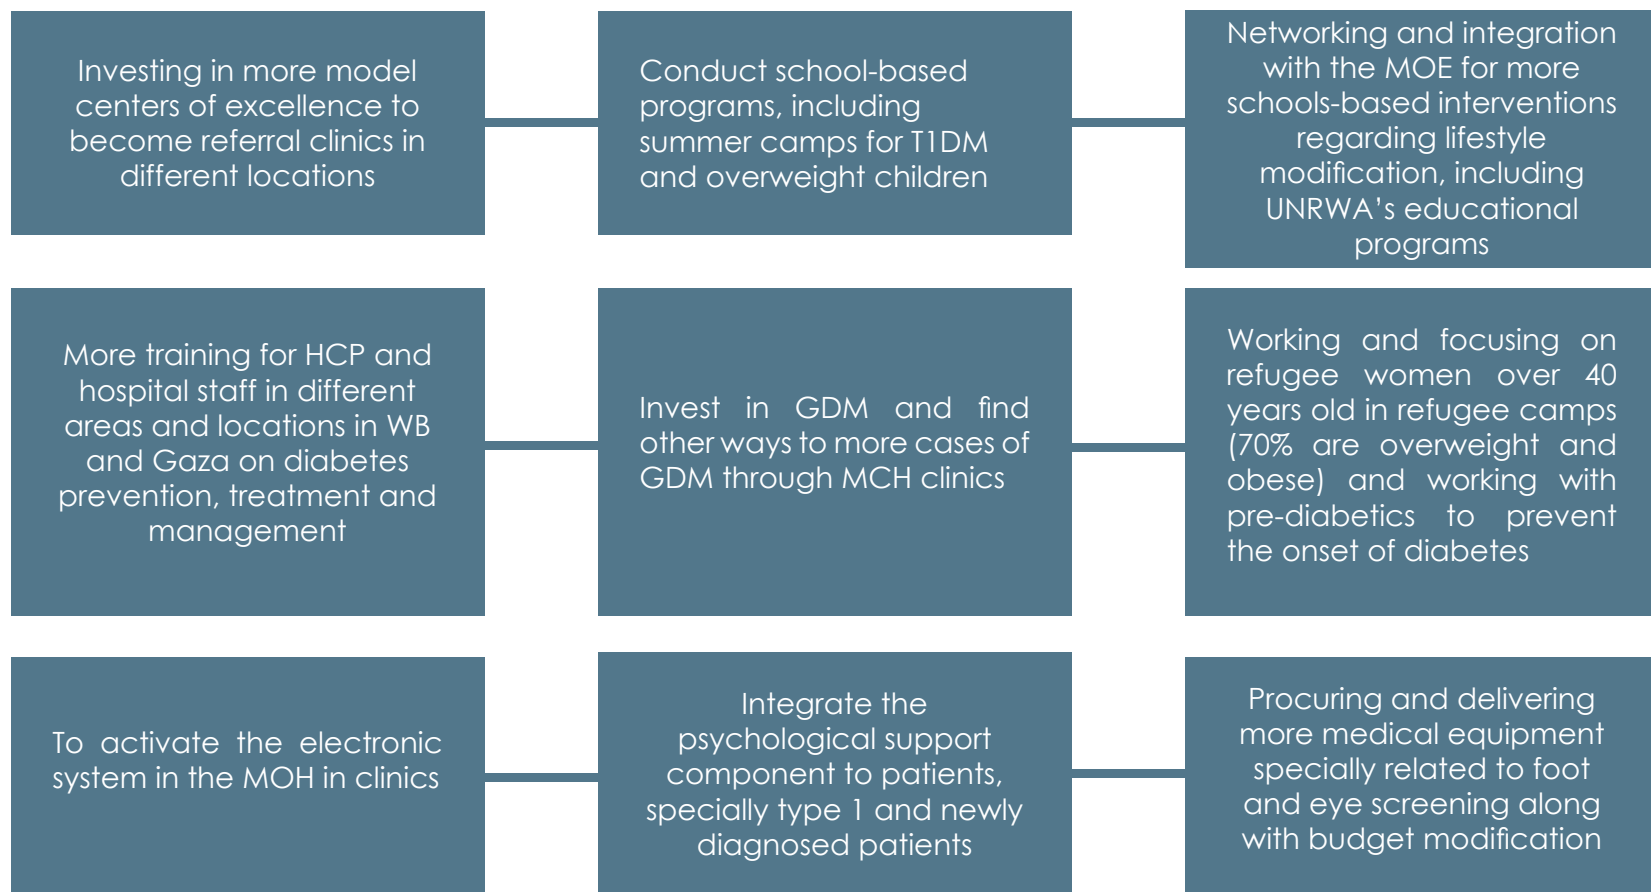 Investing in more model
centers of excellence to
become referral clinics in
different locations
Conduct school-based
programs, including
summer camps for T1DM
and overweight children
Networking and integration
with the MOE for more
schools-based interventions
regarding lifestyle
modification, including
UNRWA’s educational
programs
More training for HCP and
hospital staff in different
areas and locations in WB
and Gaza on diabetes
prevention, treatment and
management
Invest in GDM and find
other ways to more cases of
GDM through MCH clinics
Working and focusing on
refugee women over 40
years old in refugee camps
(70% are overweight and
obese) and working with
pre-diabetics to prevent
the onset of diabetes
To activate the electronic
system in the MOH in clinics
Integrate the
psychological support
component to patients,
specially type 1 and newly
diagnosed patients
Procuring and delivering
more medical equipment
specially related to foot
and eye screening along
with budget modification